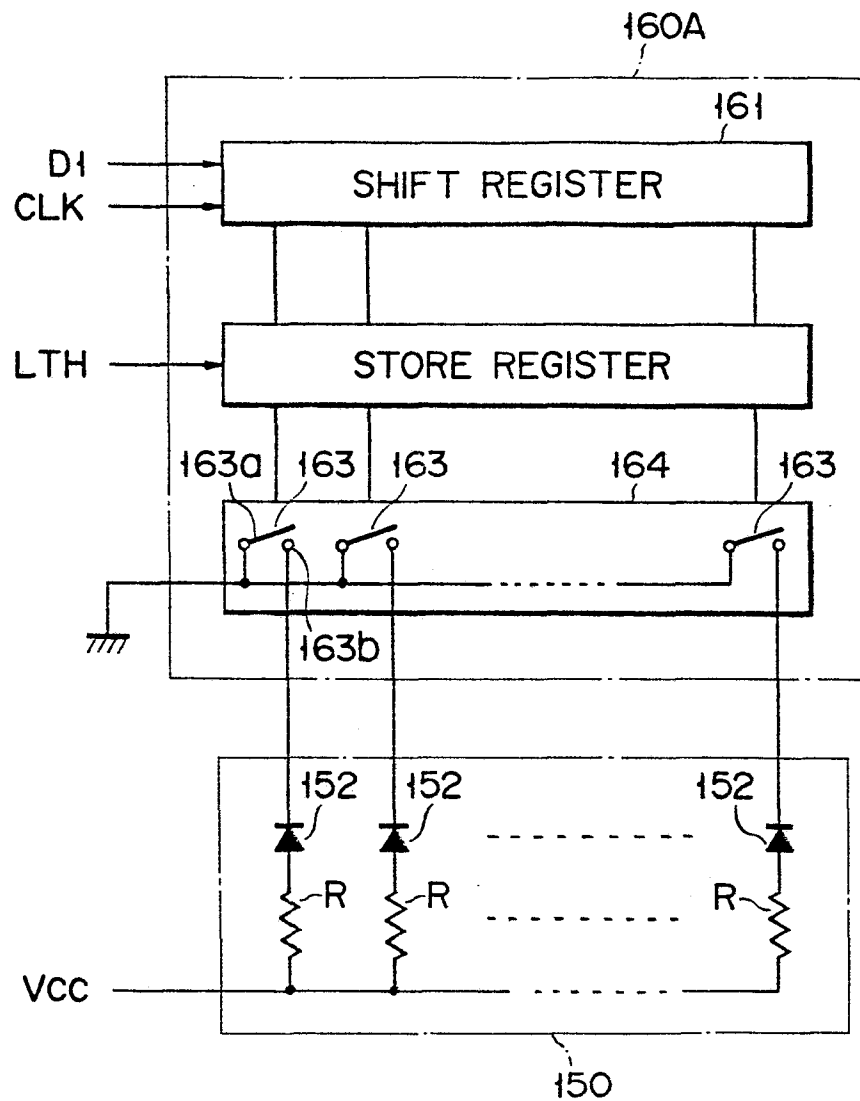 160A
161
D1
SHIFT REGISTER
CLK
LTH
STORE REGISTER
163a 163 163 164 163
163b
152 152 152
R R R
VCC
150